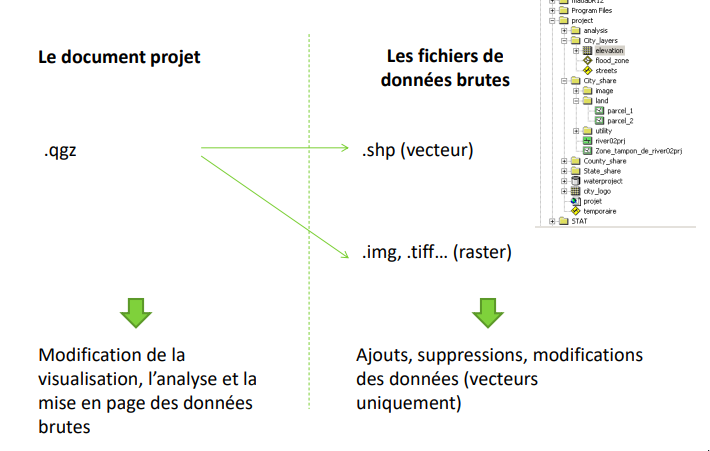 matlabR12
Program Files
project
analysis
City_layers
elevation
flood_zone
streets
City_share
image
land
parcel_1
parcel_2
utility
river02prj
Zone_tampon_de_river02prj
County_share
State_share
waterproject
city_logo
projet
temporaire
STAT
Le document projet
Les fichiers de
données brutes
.qgz
.shp (vecteur)
.img, .tiff… (raster)
Modification de la
visualisation, l’analyse et la
mise en page des données
brutes
Ajouts, suppressions, modifications
des données (vecteurs
uniquement)